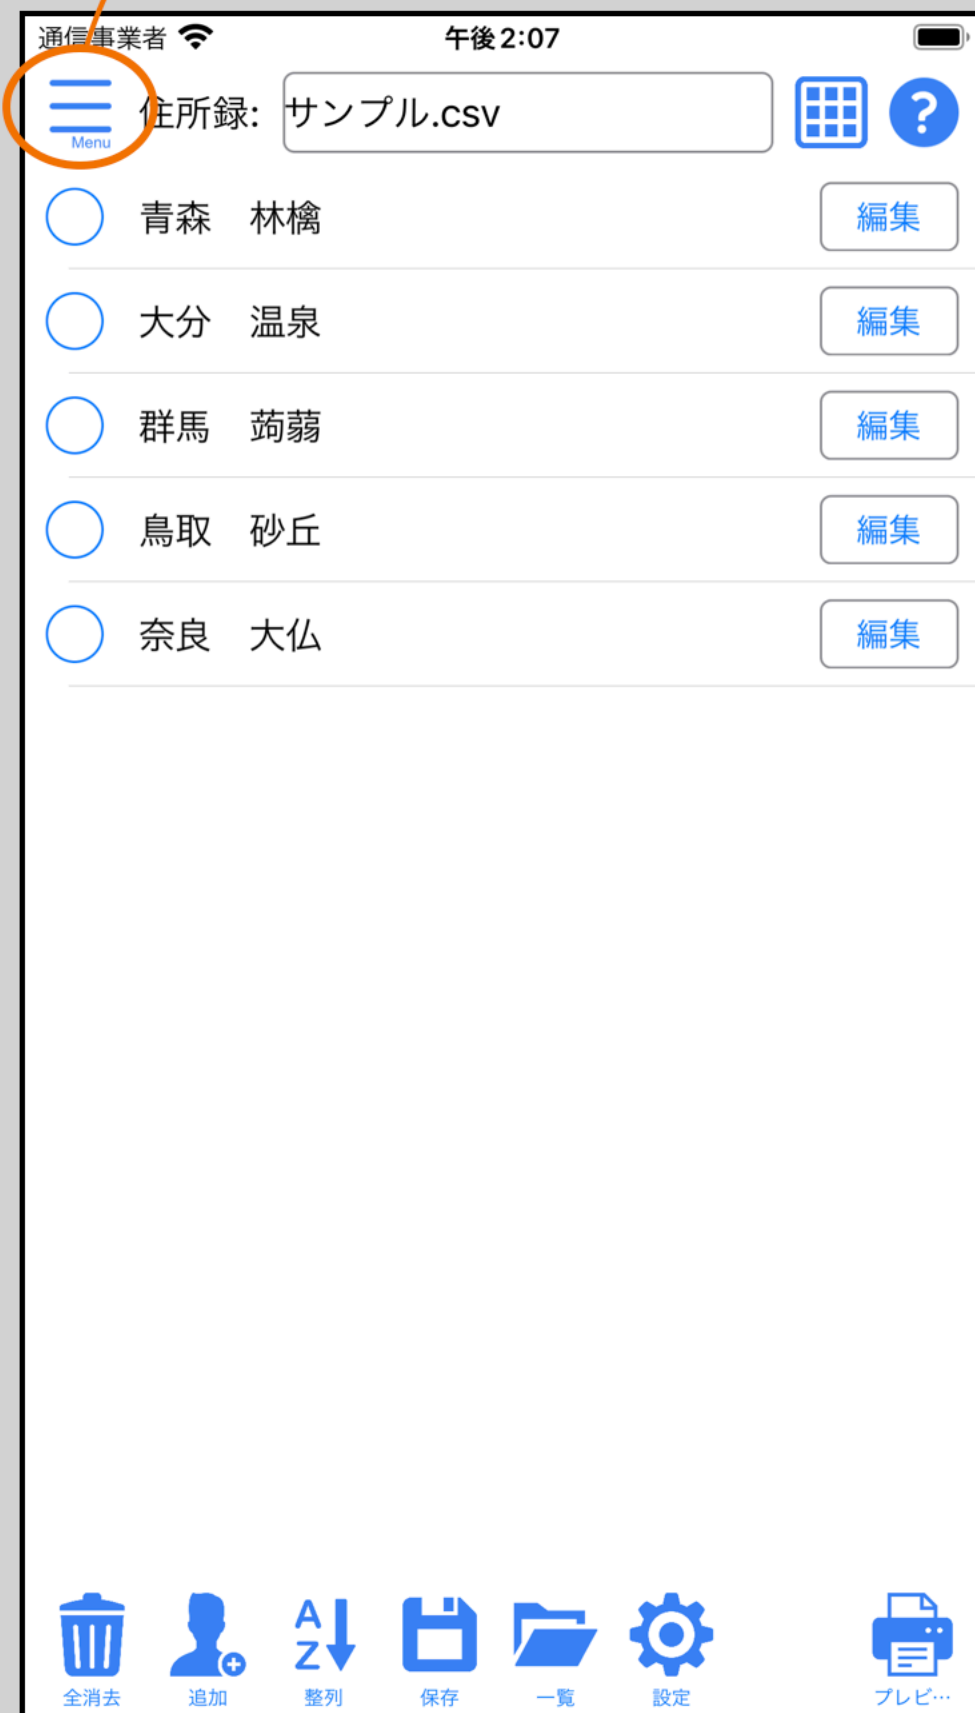 通信事業者 午後2:07
Menu 住所録: サンプル.csv ?
青森　林檎 編集
大分　温泉 編集
群馬　蒟蒻 編集
鳥取　砂丘 編集
奈良　大仏 編集
A
Z
全消去 追加 整列 保存 一覧 設定 プレビ…